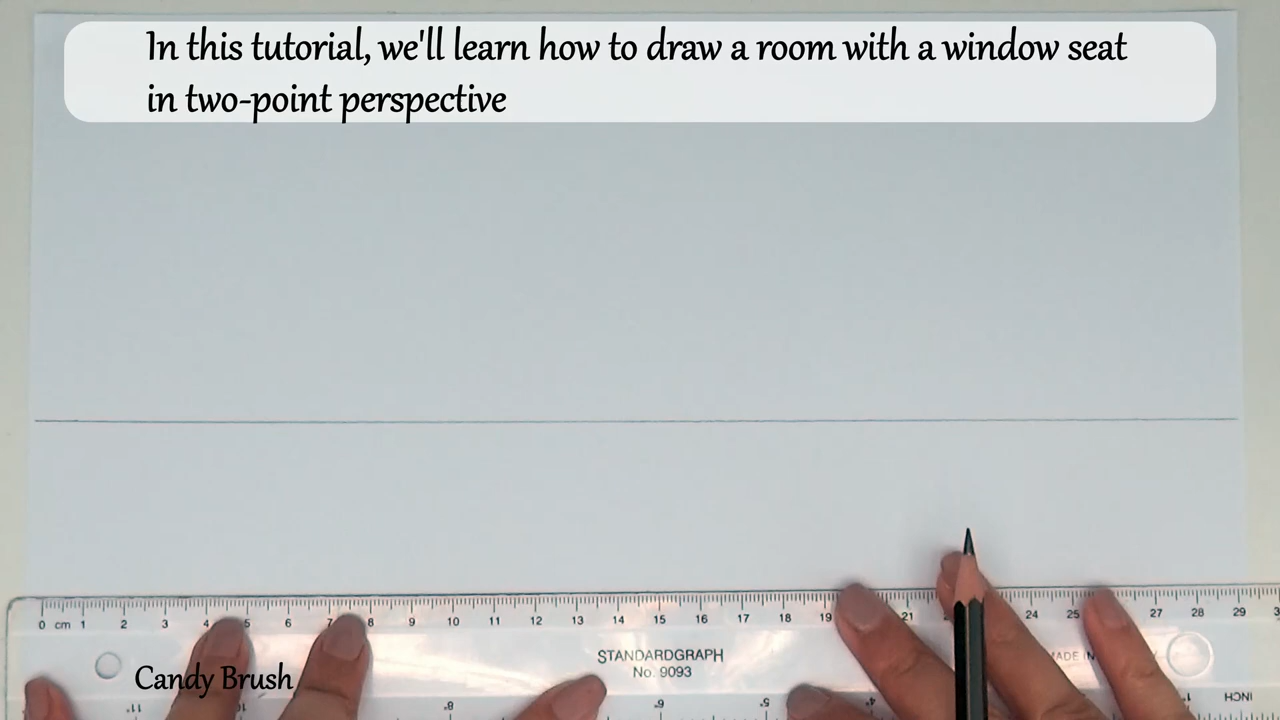 In this tutorial, we'll learn how to draw a room with a window seat
in two-point perspective
0 cm 1 2 3 4 5 6 7 8 9 10 11 12 13 14 15 16 17 18 19 21 24 25 27 28 29
STANDARDGRAPH
No. 9093
MADE IN
Candy Brush
INCH